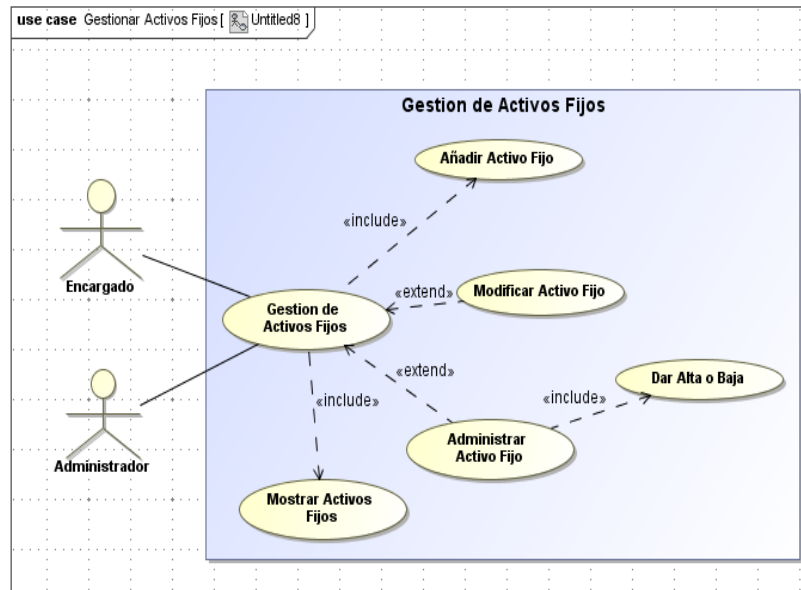 use case Gestionar Activos Fijos [ Untitled8 ]
Gestion de Activos Fijos
Añadir Activo Fijo
«include»
Encargado
«extend»
Modificar Activo Fijo
Gestion de
Activos Fijos
«extend»
Dar Alta o Baja
«include»
«include»
Administrar
Activo Fijo
Administrador
Mostrar Activos
Fijos